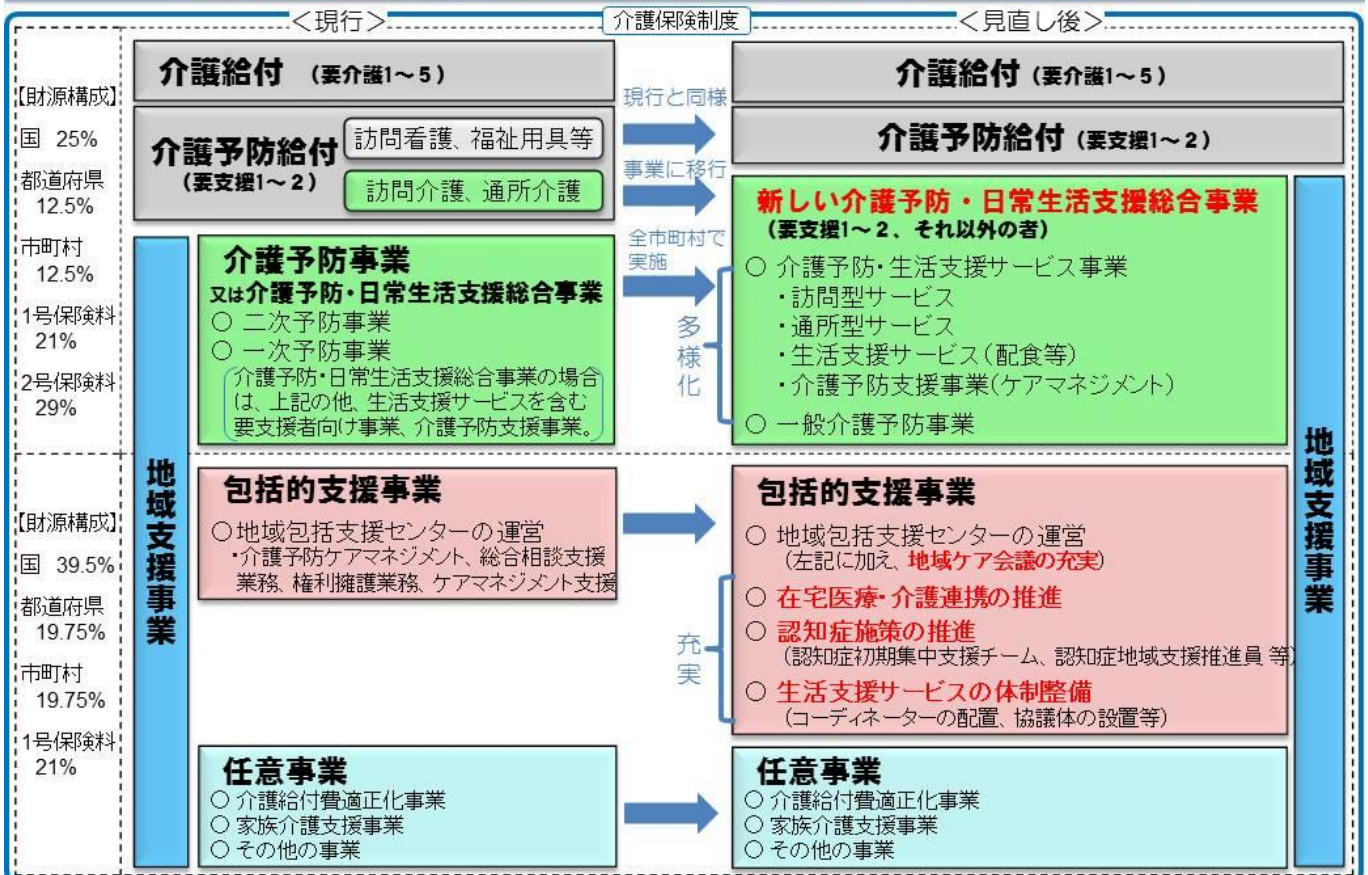 介護保険制度
<現行>
<見直し後>
【財源構成】
国 25%
都道府県
12.5%
市町村
12.5%
1号保険料
21%
2号保険料
29%
【財源構成】
国 39.5%
都道府県
19.75%
市町村
19.75%
1号保険料
21%
介護給付 (要介護1~5)
介護予防給付
(要支援1~2)
訪問看護、福祉用具等
訪問介護、通所介護
地域支援事業
介護予防事業
又は介護予防・日常生活支援総合事業
○ 二次予防事業
○ 一次予防事業
介護予防・日常生活支援総合事業の場合
は、上記の他、生活支援サービスを含む
要支援者向け事業、介護予防支援事業。
包括的支援事業
○地域包括支援センターの運営
・介護予防ケアマネジメント、総合相談支援
業務、権利擁護業務、ケアマネジメント支援
任意事業
○ 介護給付費適正化事業
○ 家族介護支援事業
○ その他の事業
現行と同様
事業に移行
全市町村で
実施
多様化
充実
介護給付 (要介護1~5)
介護予防給付 (要支援1~2)
新しい介護予防・日常生活支援総合事業
(要支援1~2、それ以外の者)
○ 介護予防・生活支援サービス事業
・訪問型サービス
・通所型サービス
・生活支援サービス(配食等)
・介護予防支援事業(ケアマネジメント)
○ 一般介護予防事業
包括的支援事業
○ 地域包括支援センターの運営
(左記に加え、地域ケア会議の充実)
○ 在宅医療・介護連携の推進
○ 認知症施策の推進
(認知症初期集中支援チーム、認知症地域支援推進員 等)
○ 生活支援サービスの体制整備
(コーディネーターの配置、協議体の設置等)
任意事業
○ 介護給付費適正化事業
○ 家族介護支援事業
○ その他の事業
地域支援事業